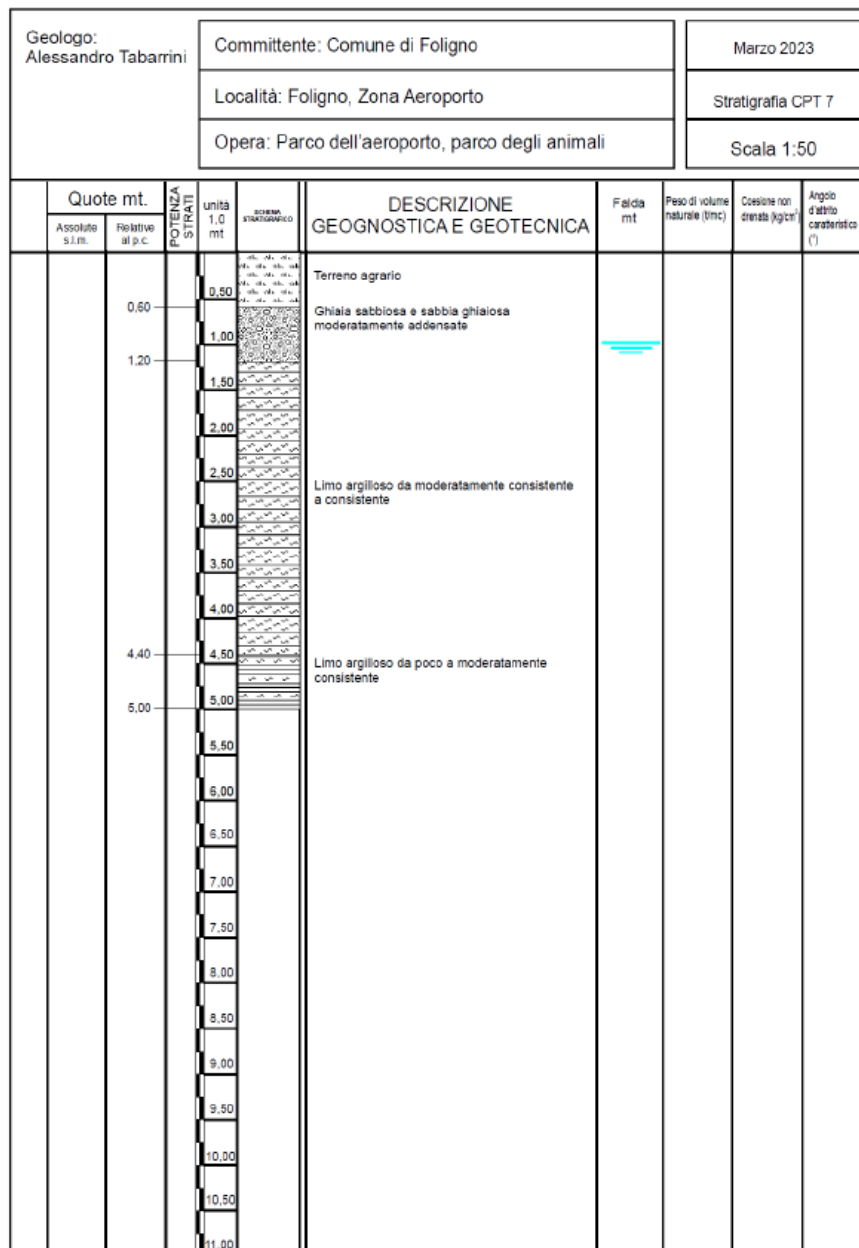 Geologo:
Alessandro Tabarrini
Committente: Comune di Foligno
Marzo 2023
Località: Foligno, Zona Aeroporto
Stratigrafia CPT 7
Opera: Parco dell'aeroporto, parco degli animali
Scala 1:50
Quote mt.
Assolute
s.l.m.
Relative
al p.c.
POTENZA
STRATI
unità
1,0
mt
SCHEMA
STRATIGRAFICO
DESCRIZIONE
GEOGNOSTICA E GEOTECNICA
Falda
mt
Peso di volume
naturale (t/mc)
Coesione non
drenata (kg/cm²)
Angolo
d'attrito
caratteristico
(°)
Terreno agrario
0,50
0,60
Ghiaia sabbiosa e sabbia ghiaiosa
moderatamente addensate
1,00
1,20
1,50
2,00
2,50
Limo argilloso da moderatamente consistente
a consistente
3,00
3,50
4,00
4,40
4,50
Limo argilloso da poco a moderatamente
consistente
5,00
5,00
5,50
6,00
6,50
7,00
7,50
8,00
8,50
9,00
9,50
10,00
10,50
11,00